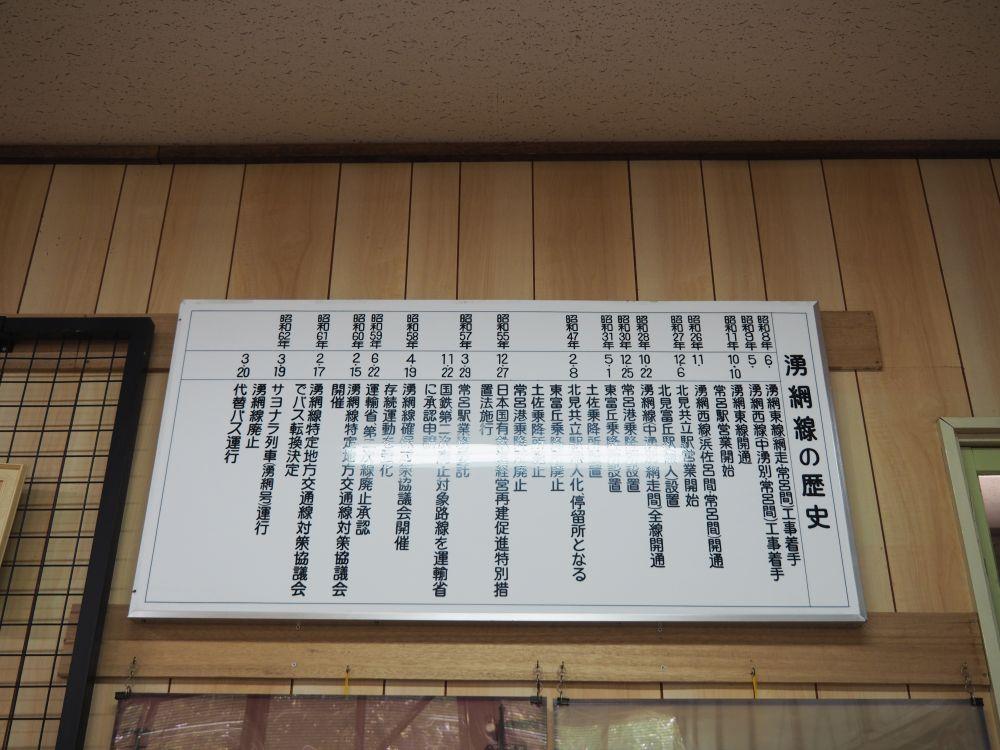 湧網線の歴史
昭和8年 6・ 湧網東線網走常呂間工事着手
昭和9年 5・ 湧網西線中湧別常呂間工事着手
昭和11年 10・10 湧網東線開通
常呂駅営業開始
昭和26年 1・ 湧網西線浜佐呂間常呂間開通
北見共立駅営業開始
昭和27年 12・6 北見富丘駅 人設置
昭和28年 10・22 湧網線中湧 網走間全線開通
昭和30年 12・25 常呂港乗降 設置
昭和31年 5・1 東富丘乗降 設置
土佐乗降所 置
昭和47年 2・8 北見共立駅 人化 停留所となる
東富丘乗降 廃止
土佐乗降所 止
常呂港乗降 廃止
昭和55年 12・27 日本国有鉄 経営再建促進特別措
置法施行
昭和57年 3・29 常呂駅業 託
11・22 国鉄第二次 止対象路線を運輸省
に承認申
昭和58年 4・19 湧網線確保対策協議会開催
存続運動 化
昭和59年 6・22 運輸省第二次 線廃止承認
昭和60年 2・15 湧網線特定地方交通線対策協議会
開催
昭和61年 2・17 湧網線特定地方交通線対策協議会
でバス転換決定
昭和62年 3・19 サヨナラ列車湧網号運行
湧網線廃止
3・20 代替バス運行